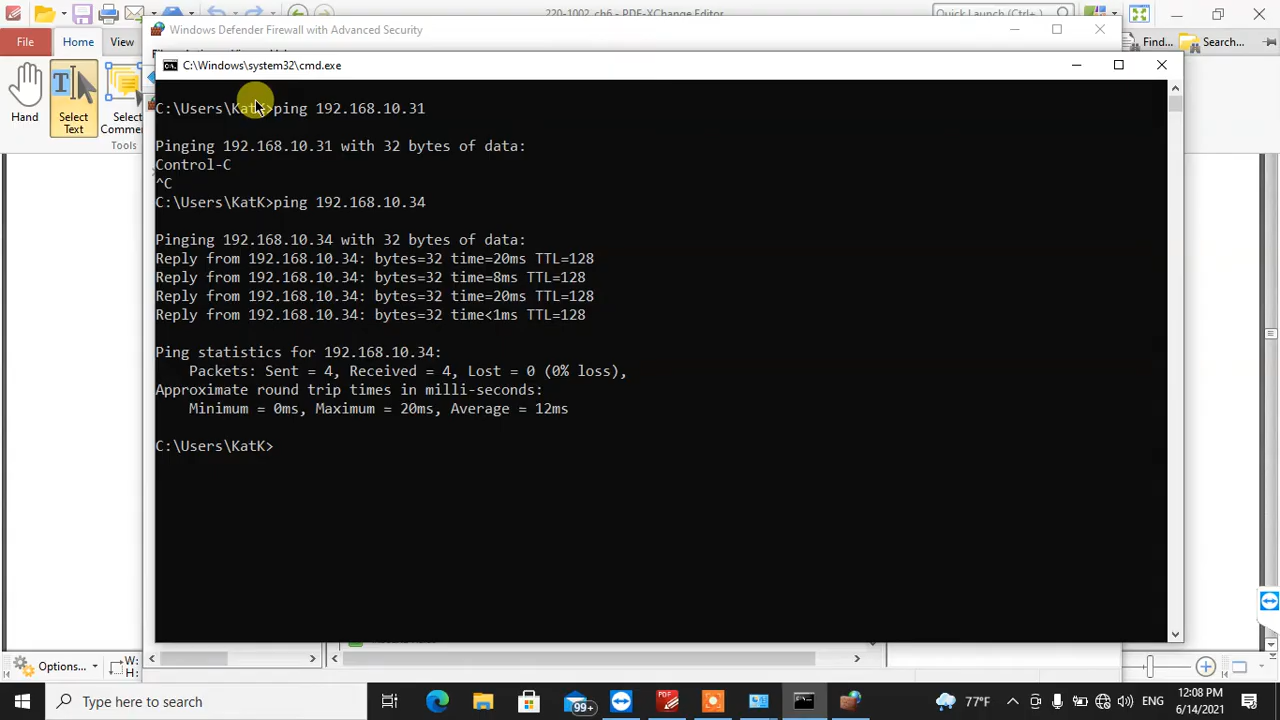 220-1002_ch6 - PDF-XChange Editor
Quick Launch (Ctrl+.)
Windows Defender Firewall with Advanced Security
File
Home
View
Find...
Search...
C:\Windows\system32\cmd.exe
Hand
Select
Text
Select
Comme
Tools
C:\Users\KatK>ping 192.168.10.31
Pinging 192.168.10.31 with 32 bytes of data:
Control-C
^C
C:\Users\KatK>ping 192.168.10.34
Pinging 192.168.10.34 with 32 bytes of data:
Reply from 192.168.10.34: bytes=32 time=20ms TTL=128
Reply from 192.168.10.34: bytes=32 time=8ms TTL=128
Reply from 192.168.10.34: bytes=32 time=20ms TTL=128
Reply from 192.168.10.34: bytes=32 time<1ms TTL=128
Ping statistics for 192.168.10.34:
Packets: Sent = 4, Received = 4, Lost = 0 (0% loss),
Approximate round trip times in milli-seconds:
Minimum = 0ms, Maximum = 20ms, Average = 12ms
C:\Users\KatK>
Options...
W:
H:
Type here to search
99+
PDF
77°F
ENG
12:08 PM
6/14/2021